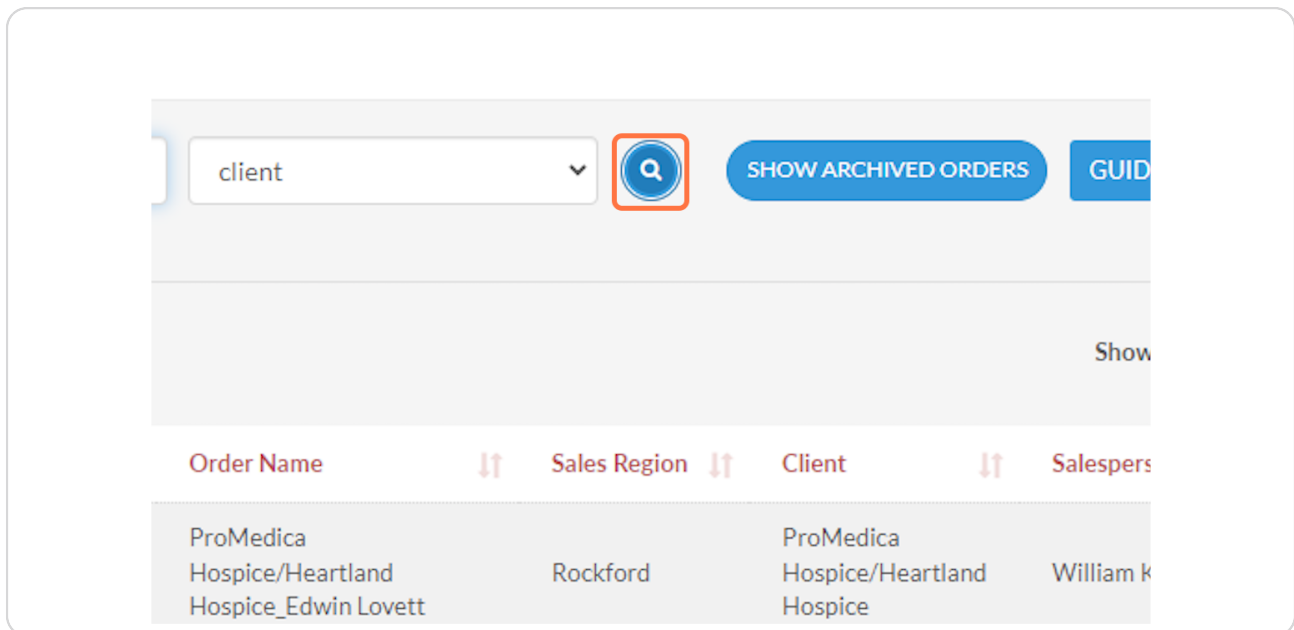 client
SHOW ARCHIVED ORDERS
GUID
Show
Order Name Sales Region Client Salespers
ProMedica ProMedica
Hospice/Heartland Rockford Hospice/Heartland William K
Hospice_Edwin Lovett Hospice